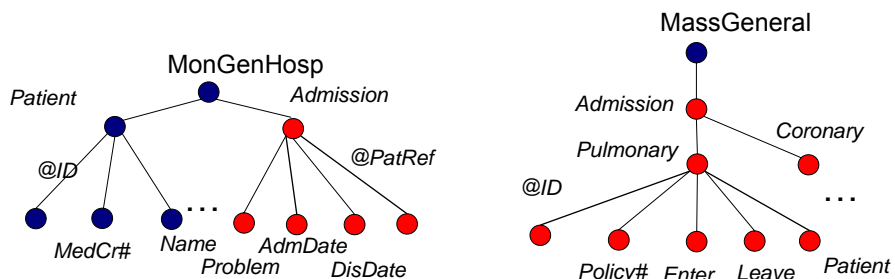 MassGeneral
MonGenHosp
Patient
Admission
Admission
Coronary
@ID
@PatRef
Pulmonary
@ID
...
...
MedCr#
Name
Problem
AdmDate
DisDate
Policy#
Enter
Leave
Patient